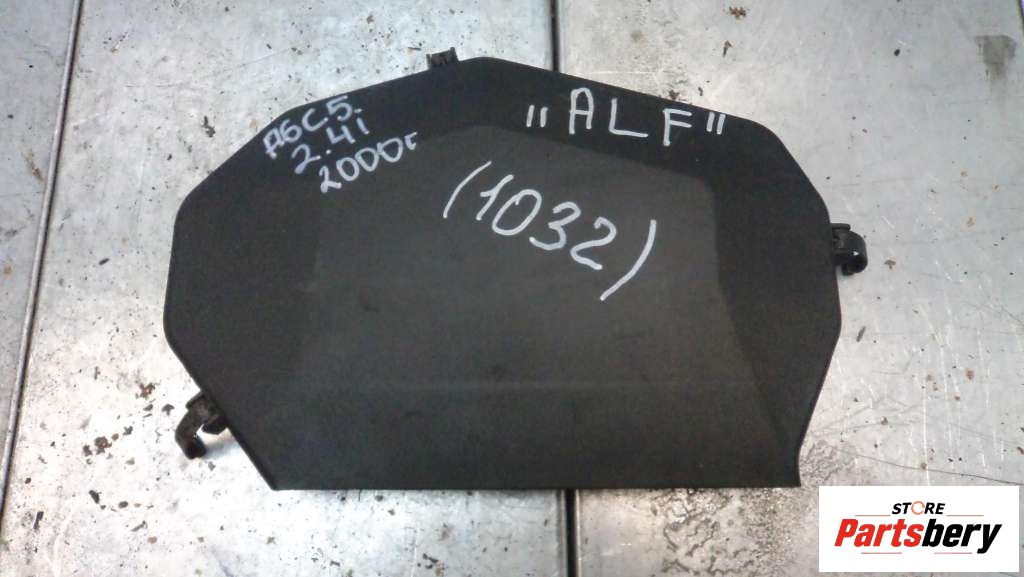 A6C5.
2.4i
2000г
"ALF"
(1032)
STORE
Partsbery